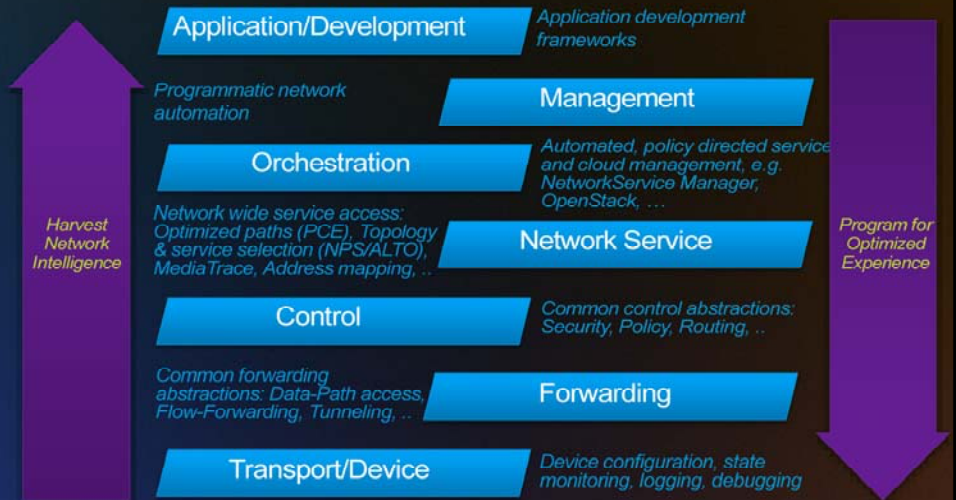 Application/Development
Application development
frameworks
Programmatic network
automation
Management
Orchestration
Automated, policy directed service
and cloud management, e.g.
NetworkService Manager,
OpenStack, ...
Harvest
Network
Intelligence
Network wide service access:
Optimized paths (PCE), Topology
& service selection (NPS/ALTO),
MediaTrace, Address mapping, ..
Network Service
Program for
Optimized
Experience
Control
Common control abstractions:
Security, Policy, Routing, ..
Common forwarding
abstractions: Data-Path access,
Flow-Forwarding, Tunneling, ..
Forwarding
Transport/Device
Device configuration, state
monitoring, logging, debugging